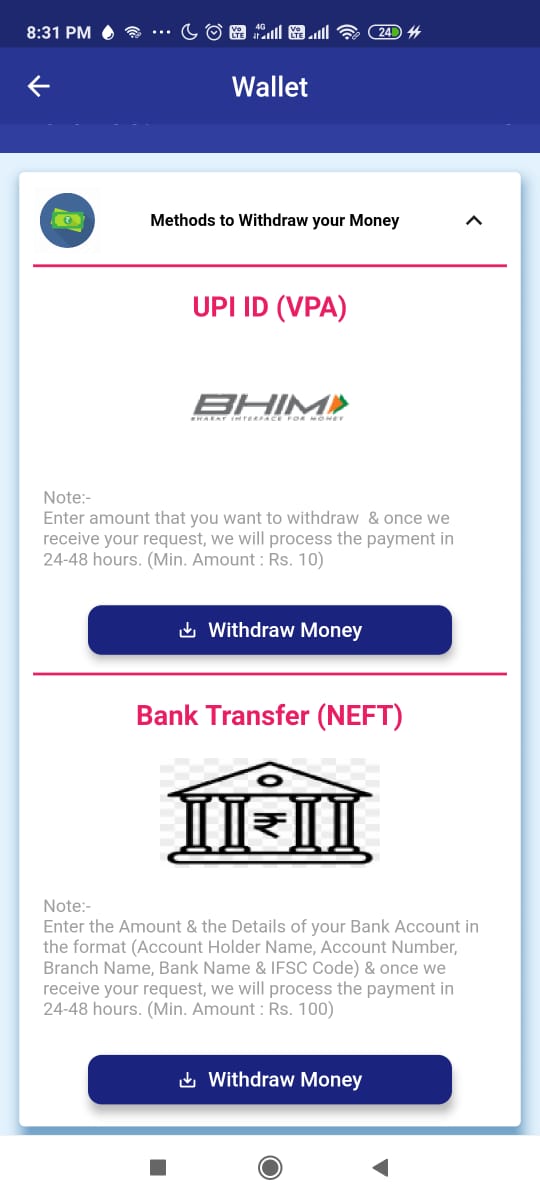 8:31 PM
Vo
LTE
4G
Vo
LTE
24
Wallet
Methods to Withdraw your Money
UPI ID (VPA)
BHIM
BHARAT INTERFACE FOR MONEY
Note:-
Enter amount that you want to withdraw & once we
receive your request, we will process the payment in
24-48 hours. (Min. Amount : Rs. 10)
Withdraw Money
Bank Transfer (NEFT)
₹
Note:-
Enter the Amount & the Details of your Bank Account in
the format (Account Holder Name, Account Number,
Branch Name, Bank Name & IFSC Code) & once we
receive your request, we will process the payment in
24-48 hours. (Min. Amount : Rs. 100)
Withdraw Money